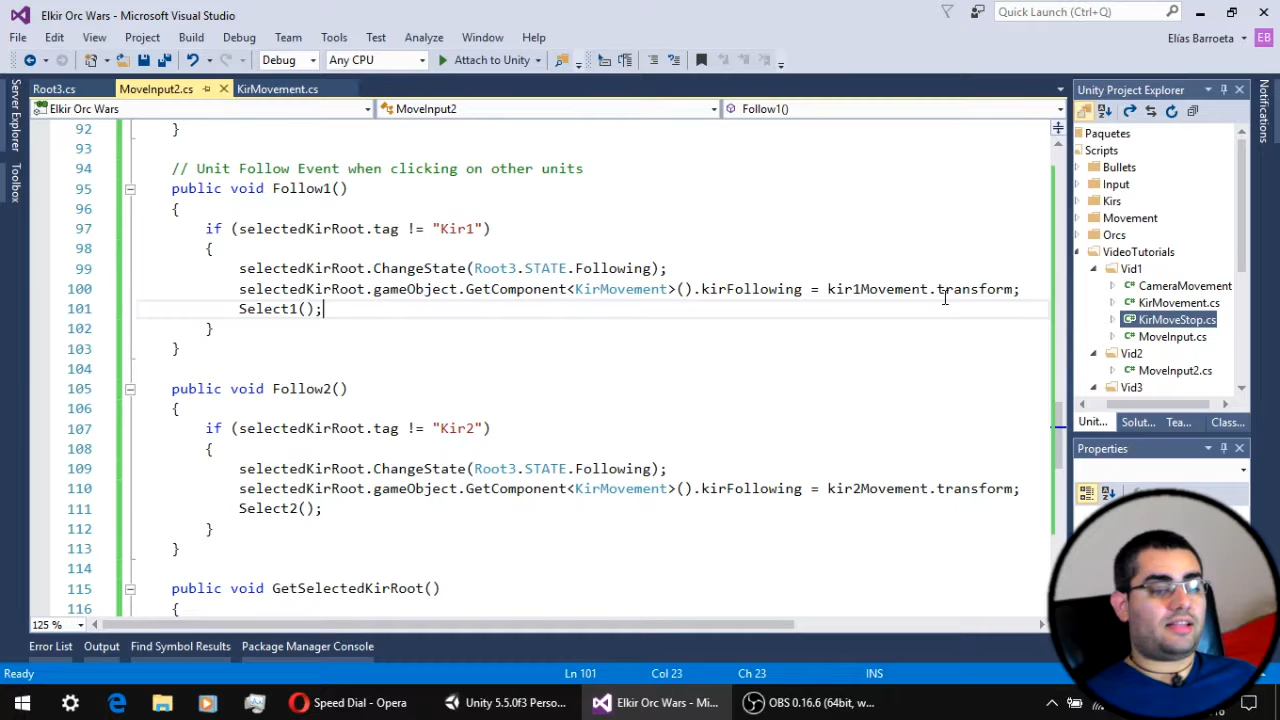 Elkir Orc Wars - Microsoft Visual Studio
Quick Launch (Ctrl+Q)
File Edit View Project Build Debug Team Tools Test Analyze Window Help
Elías Barroeta
EB
Debug Any CPU Attach to Unity
Root3.cs MoveInput2.cs KirMovement.cs
Elkir Orc Wars MoveInput2 Follow1()
Server Explorer
Toolbox
92 }
93
94 // Unit Follow Event when clicking on other units
95 public void Follow1()
96 {
97 if (selectedKirRoot.tag != "Kir1")
98 {
99 selectedKirRoot.ChangeState(Root3.STATE.Following);
100 selectedKirRoot.gameObject.GetComponent<KirMovement>().kirFollowing = kir1Movement.transform;
101 Select1();
102 }
103 }
104
105 public void Follow2()
106 {
107 if (selectedKirRoot.tag != "Kir2")
108 {
109 selectedKirRoot.ChangeState(Root3.STATE.Following);
110 selectedKirRoot.gameObject.GetComponent<KirMovement>().kirFollowing = kir2Movement.transform;
111 Select2();
112 }
113 }
114
115 public void GetSelectedKirRoot()
116 {
125 %
Unity Project Explorer
Paquetes
Scripts
Bullets
Input
Kirs
Movement
Orcs
VideoTutorials
Vid1
CameraMovement
KirMovement.cs
KirMoveStop.cs
MoveInput.cs
Vid2
MoveInput2.cs
Vid3
Unit... Solut... Tea... Class...
Properties
Notifications
Error List Output Find Symbol Results Package Manager Console
Ready Ln 101 Col 23 Ch 23 INS
Speed Dial - Opera Unity 5.5.0f3 Perso... Elkir Orc Wars - Mi... OBS 0.16.6 (64bit, w...